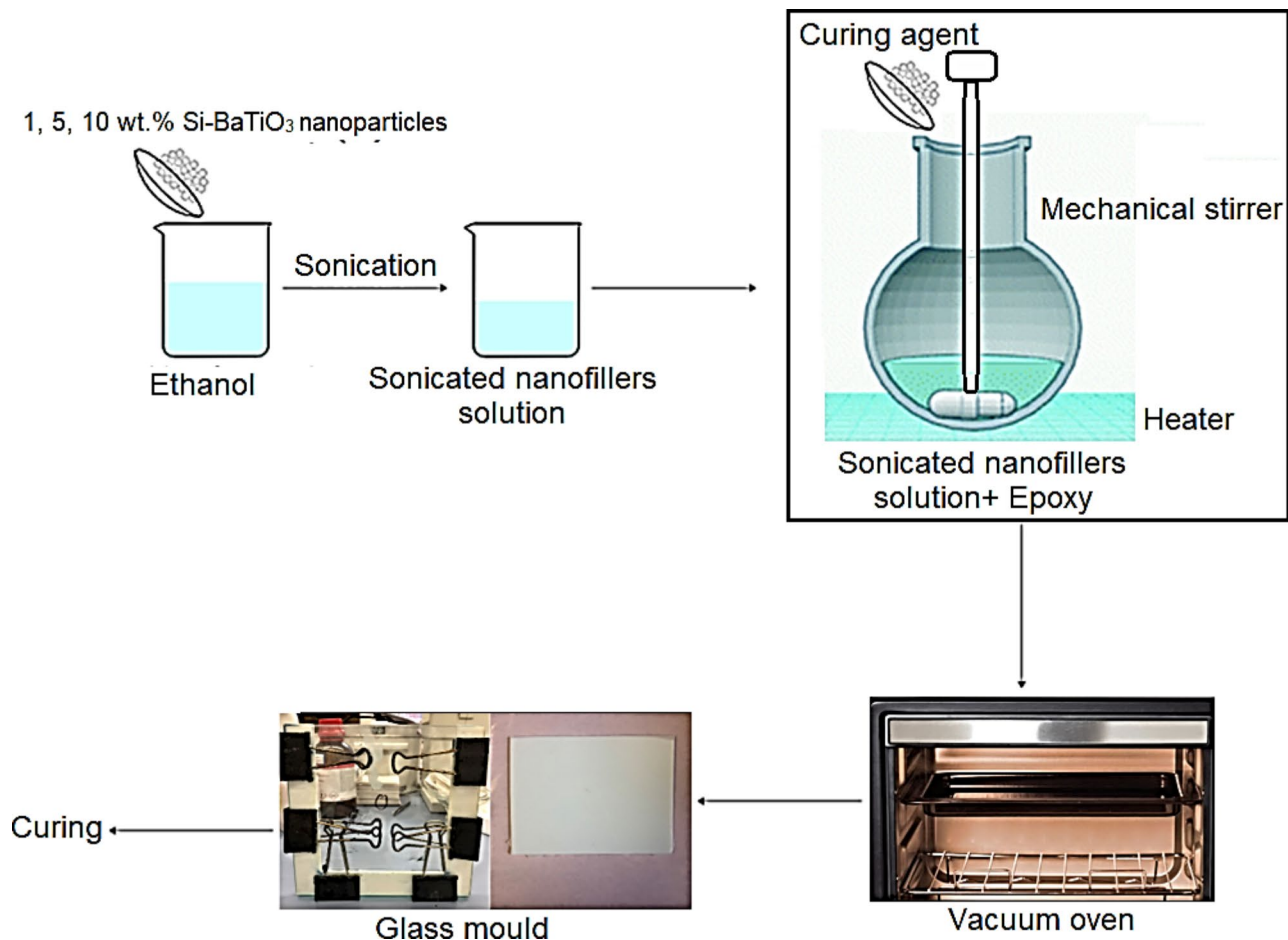 Curing agent
1, 5, 10 wt.% Si-BaTiO₃ nanoparticles
Mechanical stirrer
Sonication
Ethanol
Sonicated nanofillers
solution
Heater
Sonicated nanofillers
solution+ Epoxy
Curing
Glass mould
Vacuum oven